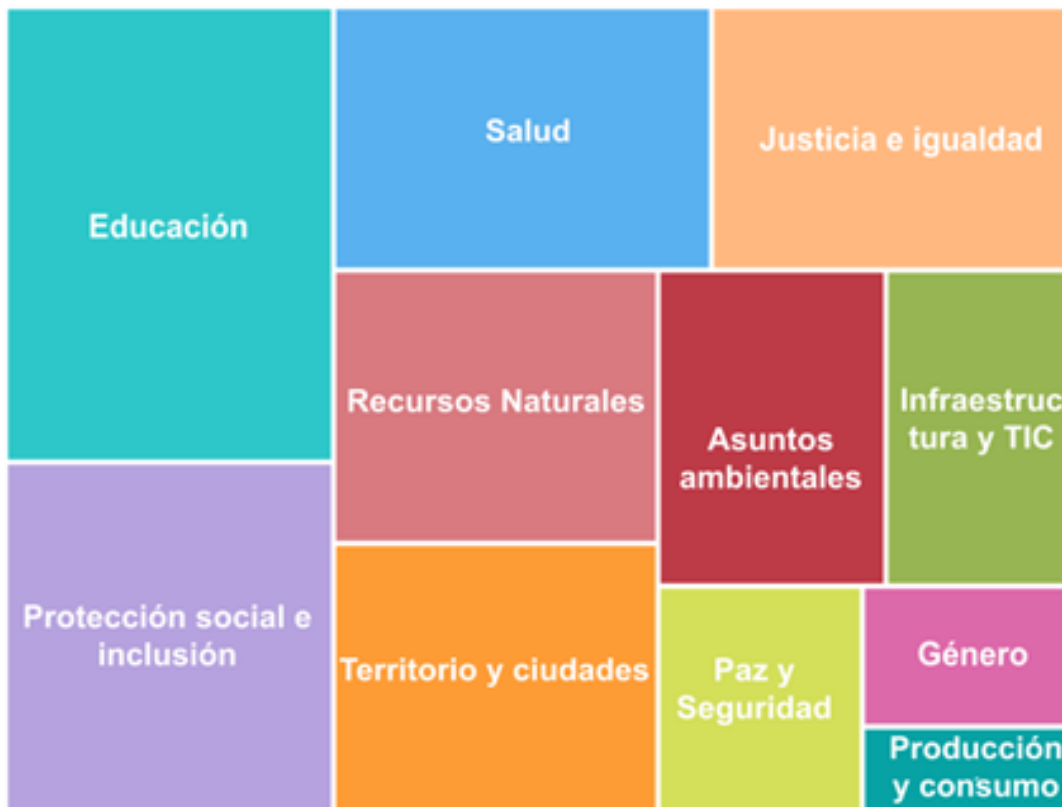 Educación
Salud
Justicia e igualdad
Recursos Naturales
Asuntos
ambientales
Infraestruc
tura y TIC
Protección social e
inclusión
Territorio y ciudades
Paz y
Seguridad
Género
Producción
y consumo